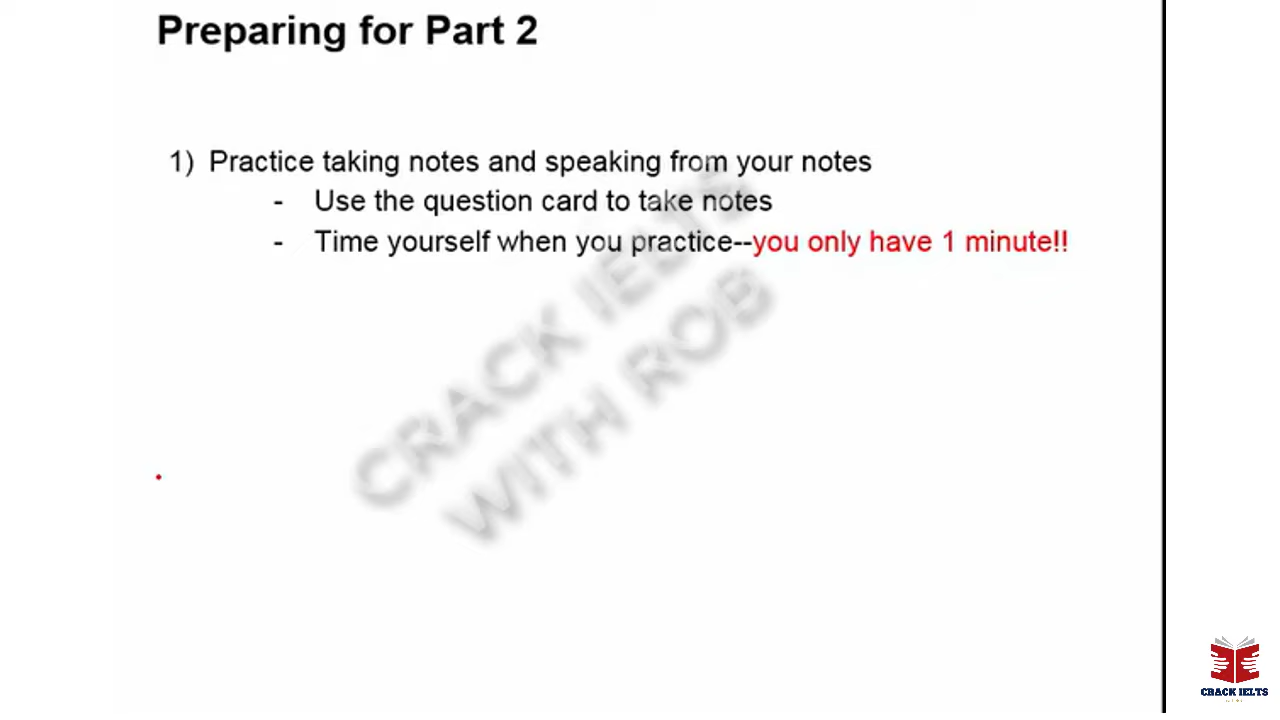 Preparing for Part 2
1) Practice taking notes and speaking from your notes
- Use the question card to take notes
- Time yourself when you practice--you only have 1 minute!!
CRACK IELTS
WITH ROB
CRACK IELTS